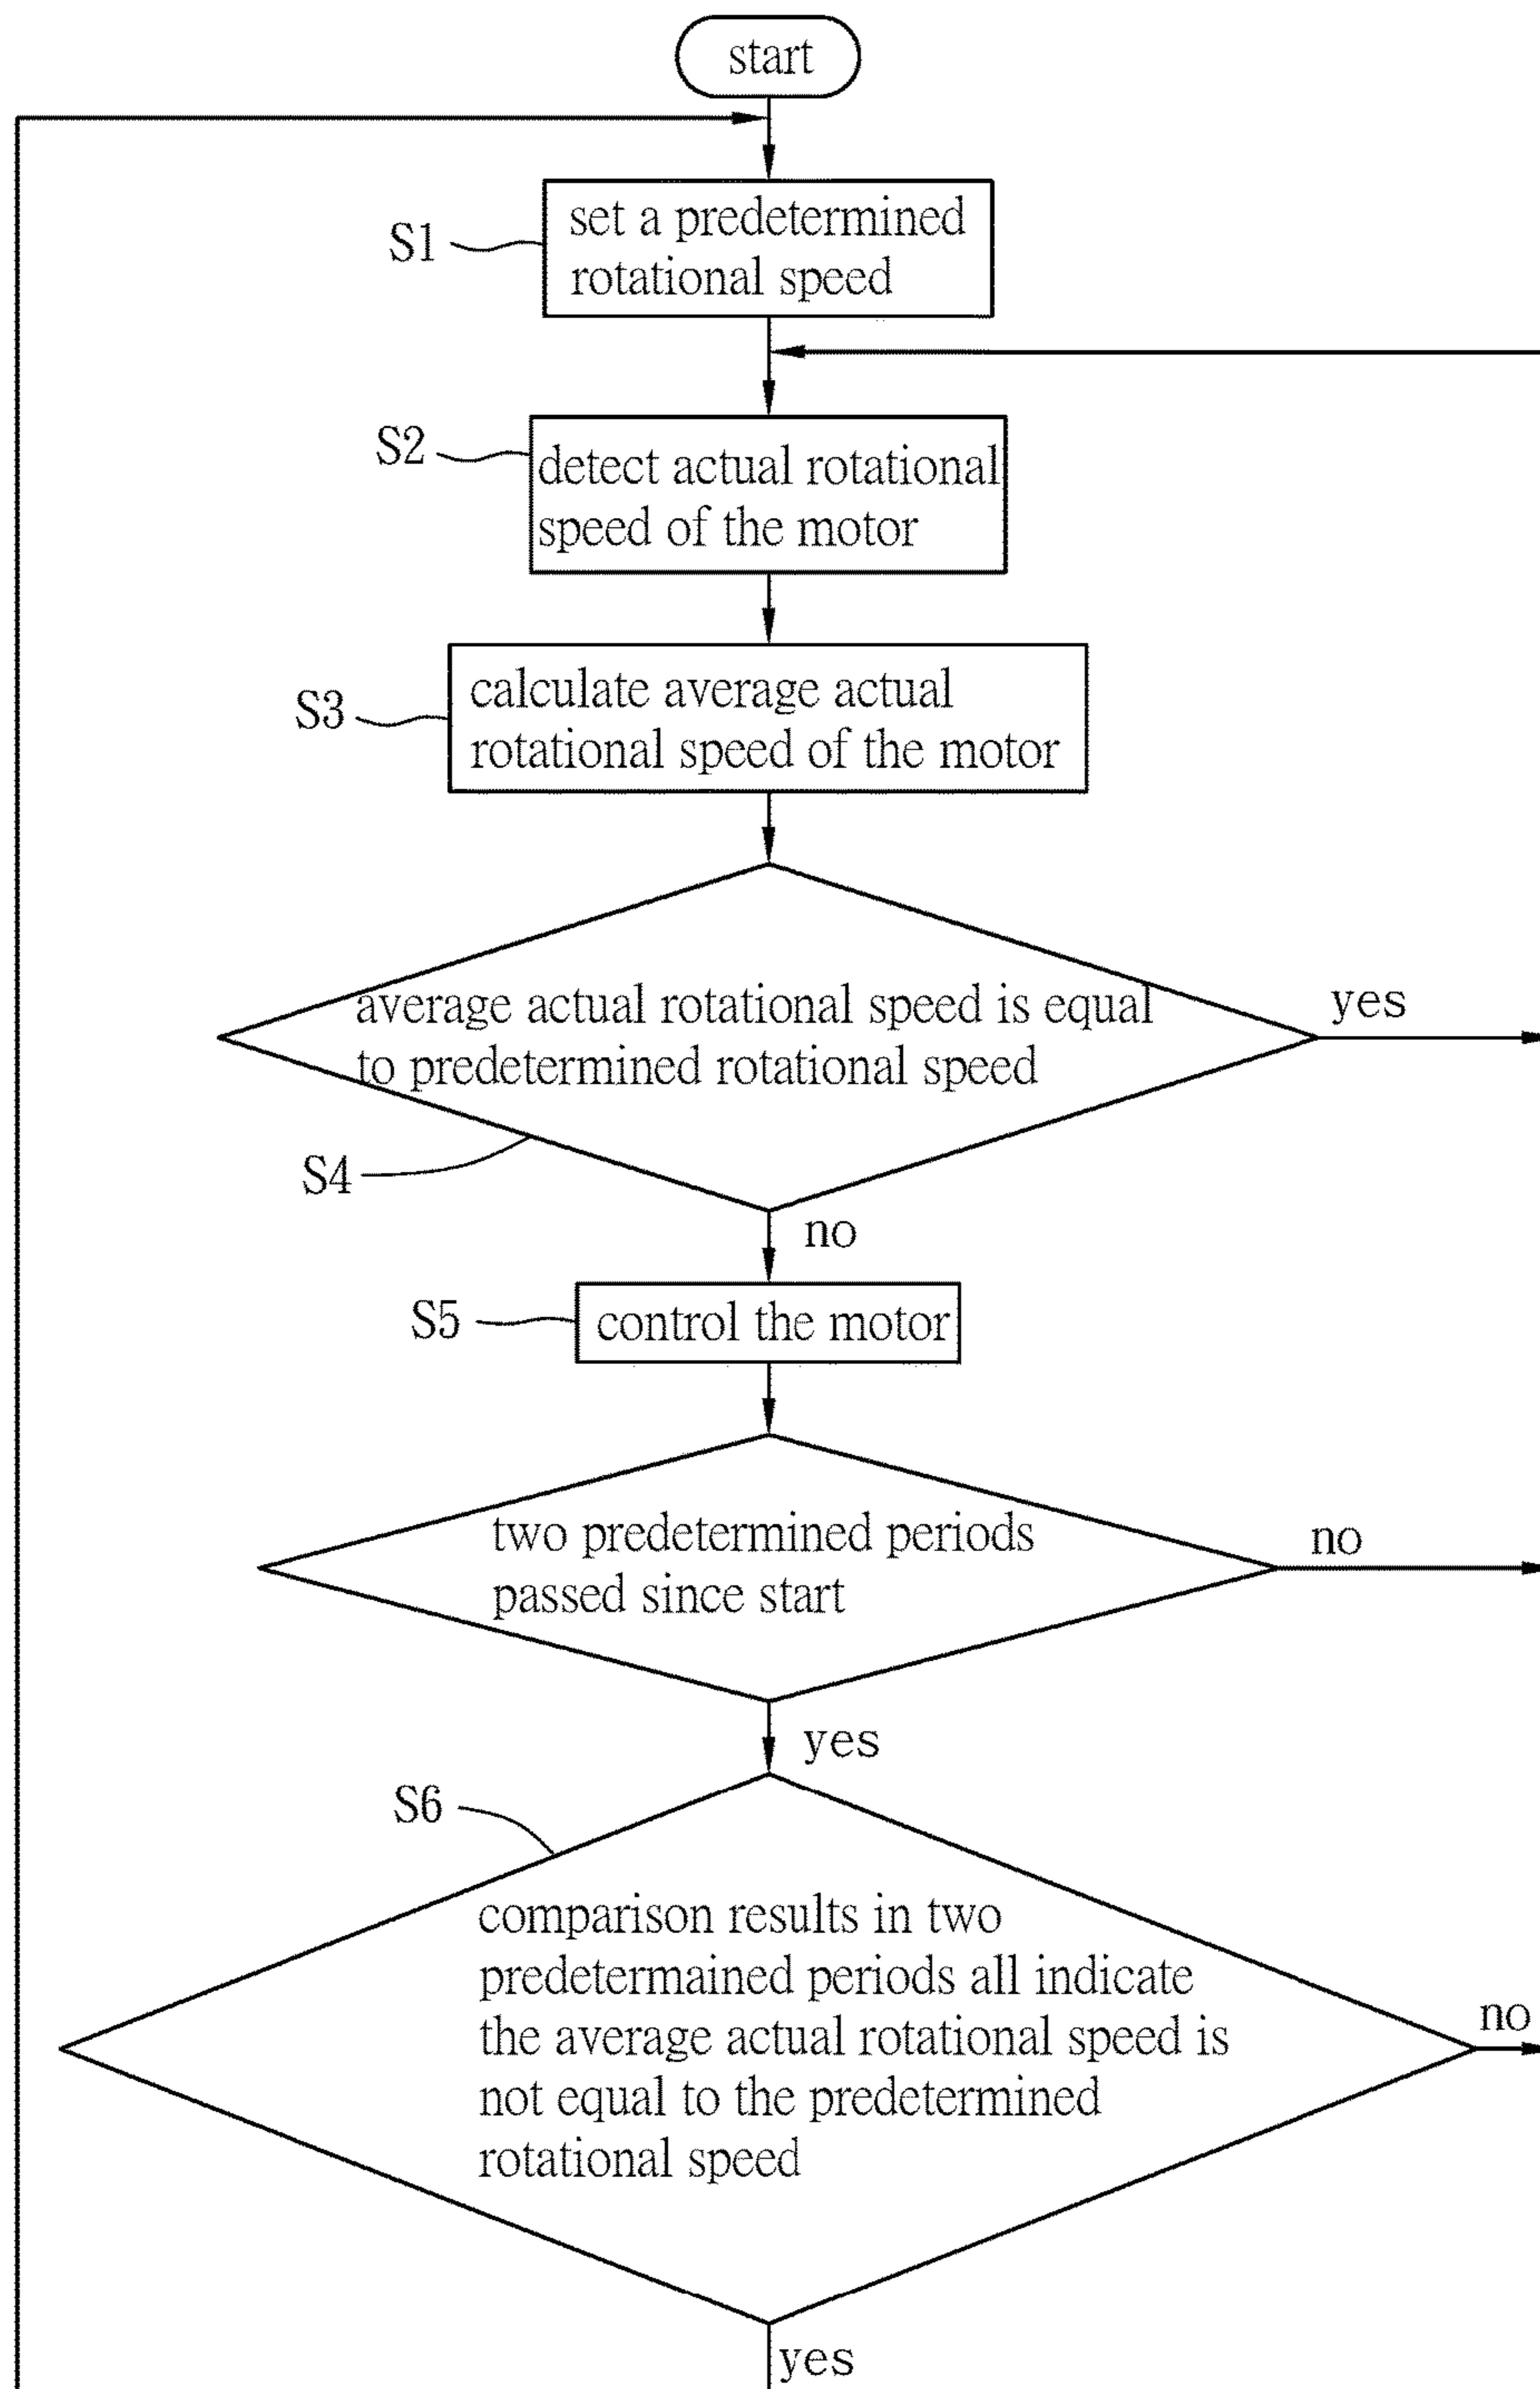 start
S1
set a predetermined
rotational speed
S2
detect actual rotational
speed of the motor
S3
calculate average actual
rotational speed of the motor
average actual rotational speed is equal
to predetermined rotational speed
yes
S4
no
S5
control the motor
two predetermined periods
passed since start
no
yes
S6
comparison results in two
predetermained periods all indicate
the average actual rotational speed is
not equal to the predetermined
rotational speed
no
yes